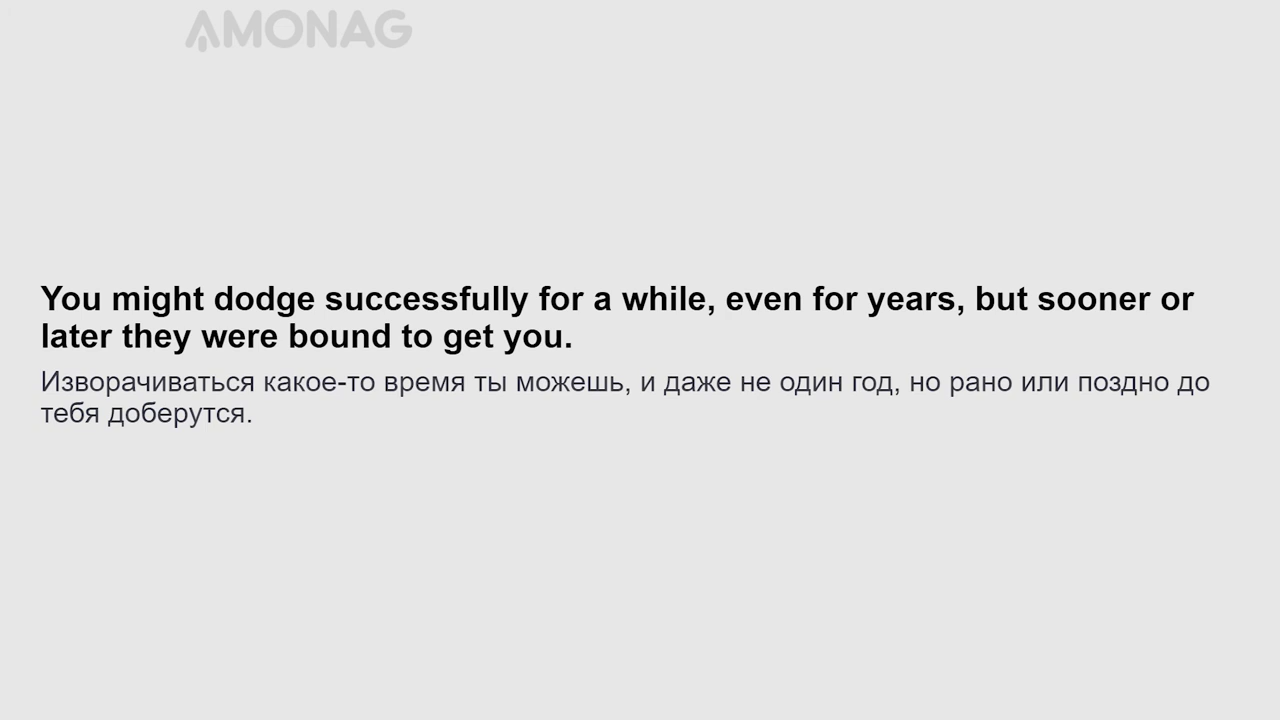 AMONAG
You might dodge successfully for a while, even for years, but sooner or
later they were bound to get you.
Изворачиваться какое-то время ты можешь, и даже не один год, но рано или поздно до
тебя доберутся.